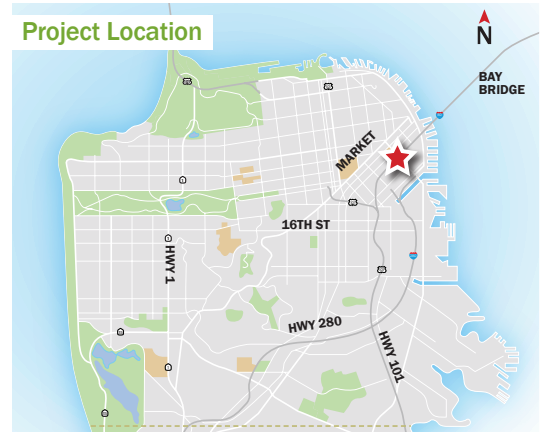 Project Location
N
BAY
BRIDGE
MARKET
16TH ST
HWY 1
HWY 280
HWY 101